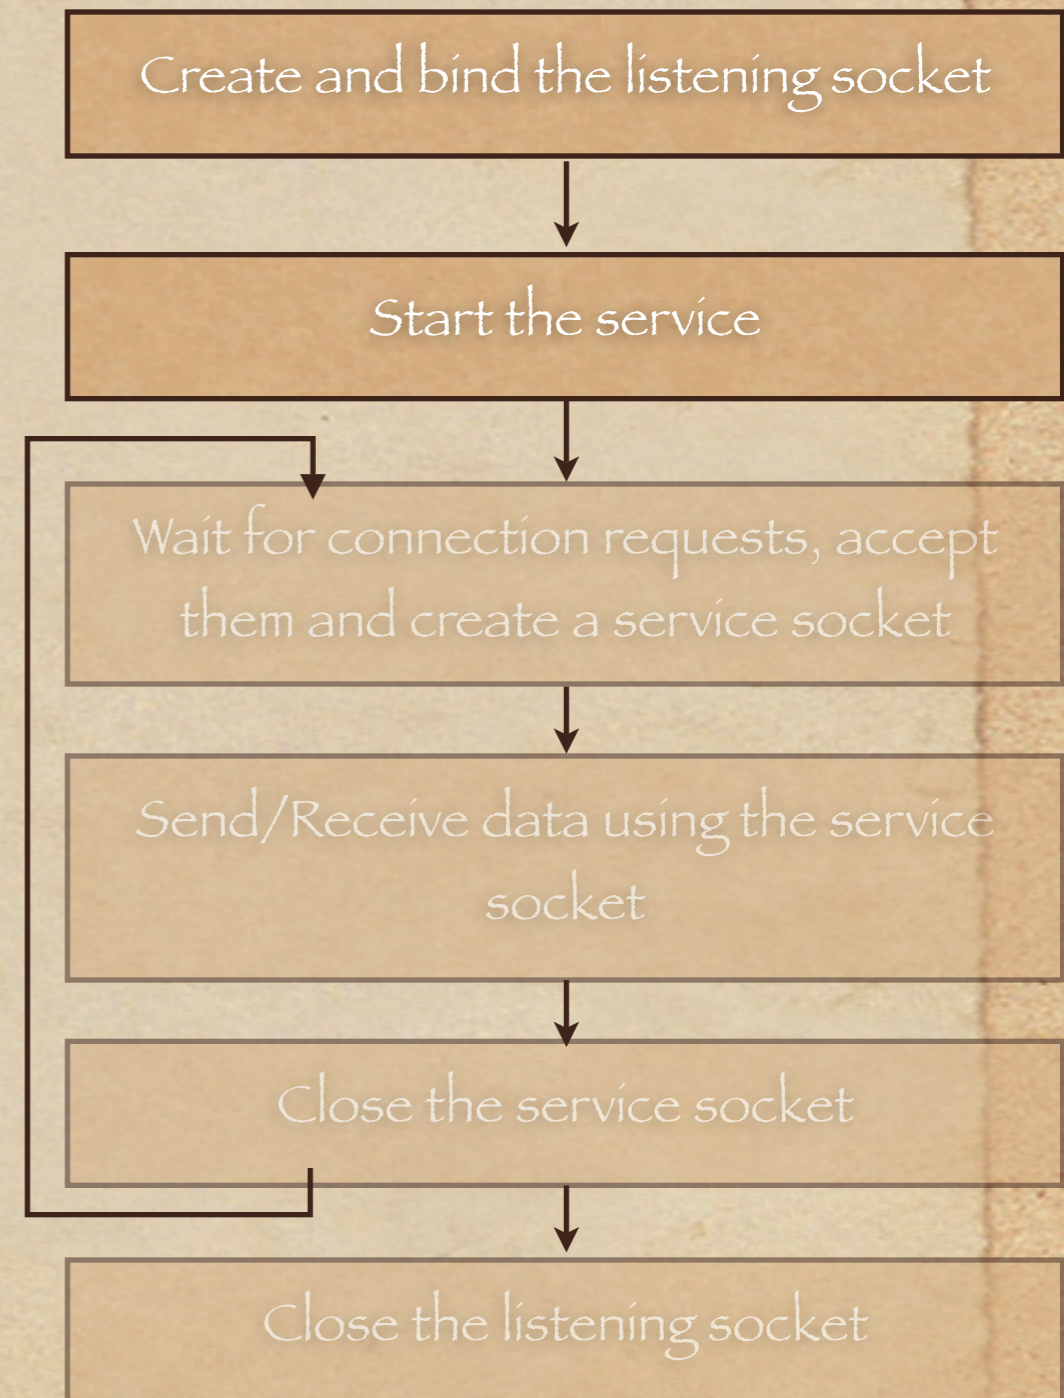 Create and bind the listening socket
Start the service
Wait for connection requests, accept
them and create a service socket
Send/Receive data using the service
socket
Close the service socket
Close the listening socket